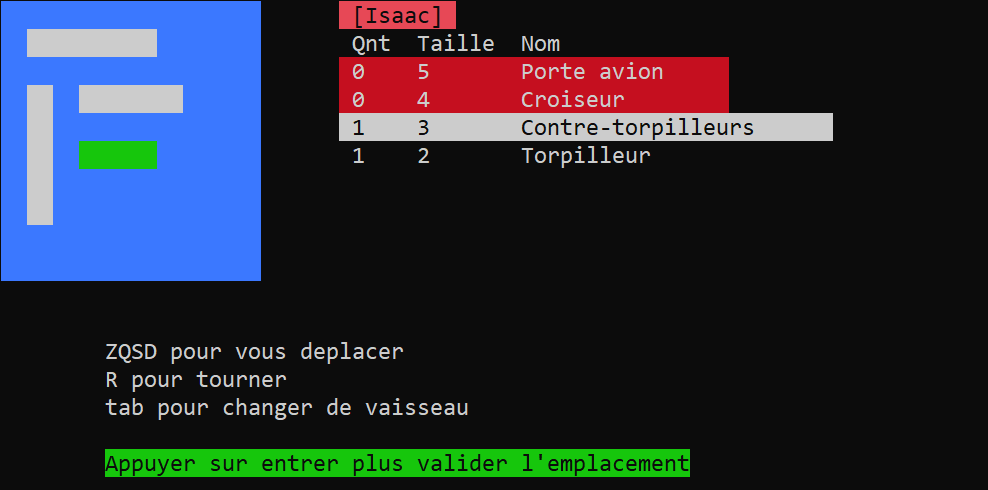 [Isaac]
Qnt Taille Nom
0 5 Porte avion
0 4 Croiseur
1 3 Contre-torpilleurs
1 2 Torpilleur
ZQSD pour vous deplacer
R pour tourner
tab pour changer de vaisseau
Appuyer sur entrer plus valider l'emplacement